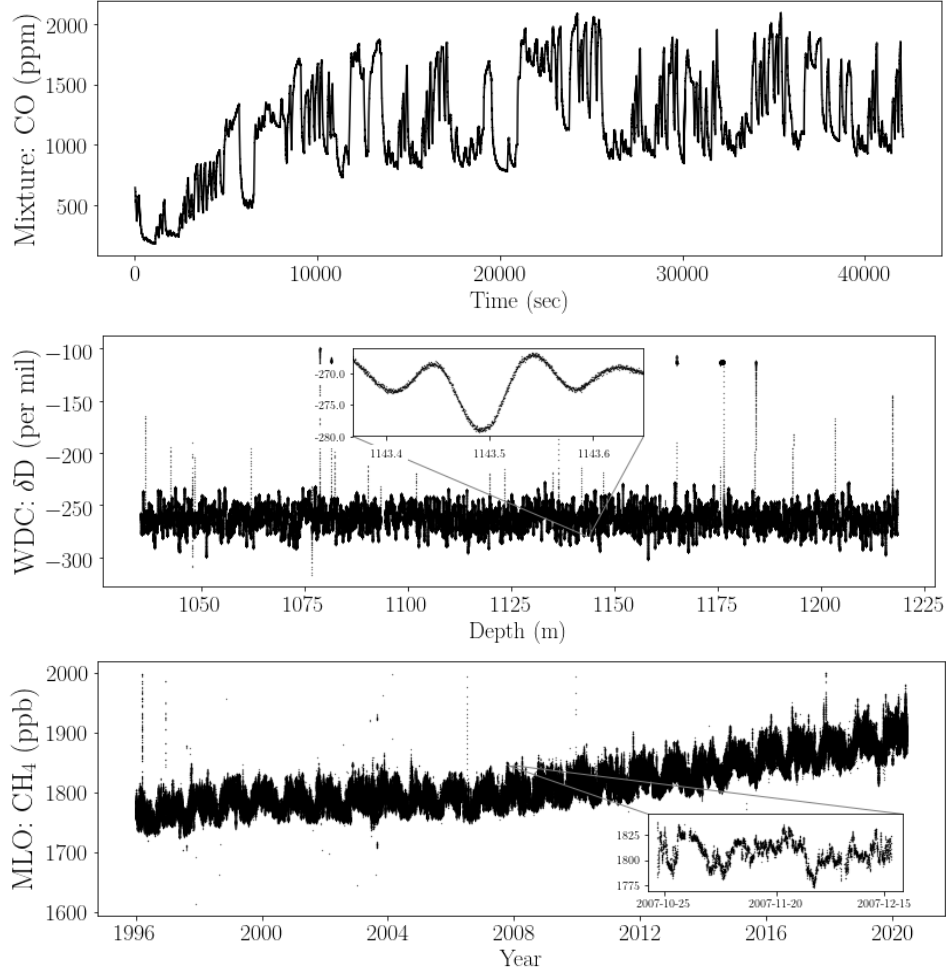 Mixture: CO (ppm)
2000
1500
1000
500
0 10000 20000 30000 40000
Time (sec)
WDC: δD (per mil)
−100
−150
−200
−250
−300
-270.0
-275.0
-280.0
1143.4 1143.5 1143.6
1050 1075 1100 1125 1150 1175 1200 1225
Depth (m)
MLO: CH₄ (ppb)
2000
1900
1800
1700
1600
1825
1800
1775
2007-10-25 2007-11-20 2007-12-15
1996 2000 2004 2008 2012 2016 2020
Year